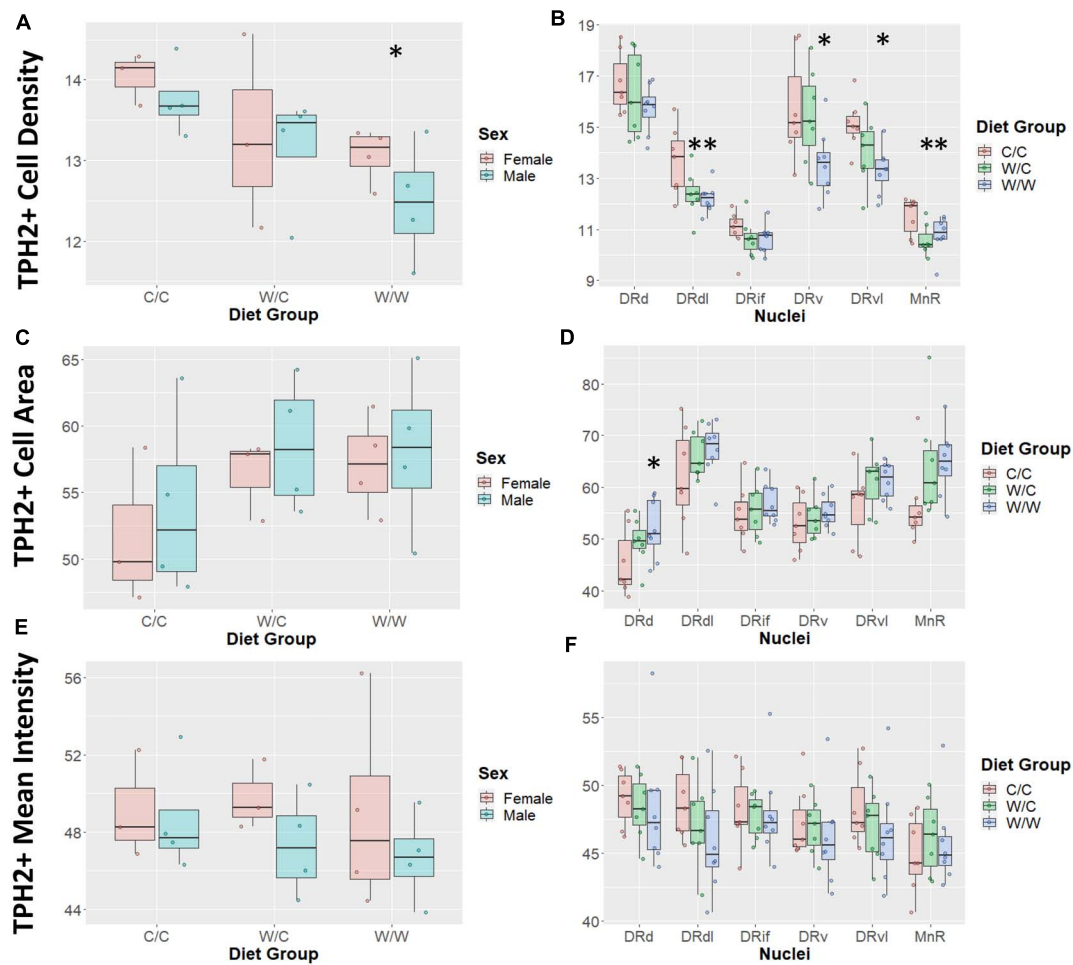 A
TPH2+ Cell Density
14
13
12
*
C/C W/C W/W
Diet Group
Sex
Female
Male
B
19
17
15
13
11
9
** * * **
DRd DRdl DRif DRv DRvl MnR
Nuclei
Diet Group
C/C
W/C
W/W
C
TPH2+ Cell Area
65
60
55
50
C/C W/C W/W
Diet Group
Sex
Female
Male
D
80
70
60
50
40
*
DRd DRdl DRif DRv DRvl MnR
Nuclei
Diet Group
C/C
W/C
W/W
E
TPH2+ Mean Intensity
56
52
48
44
C/C W/C W/W
Diet Group
Sex
Female
Male
F
55
50
45
40
DRd DRdl DRif DRv DRvl MnR
Nuclei
Diet Group
C/C
W/C
W/W